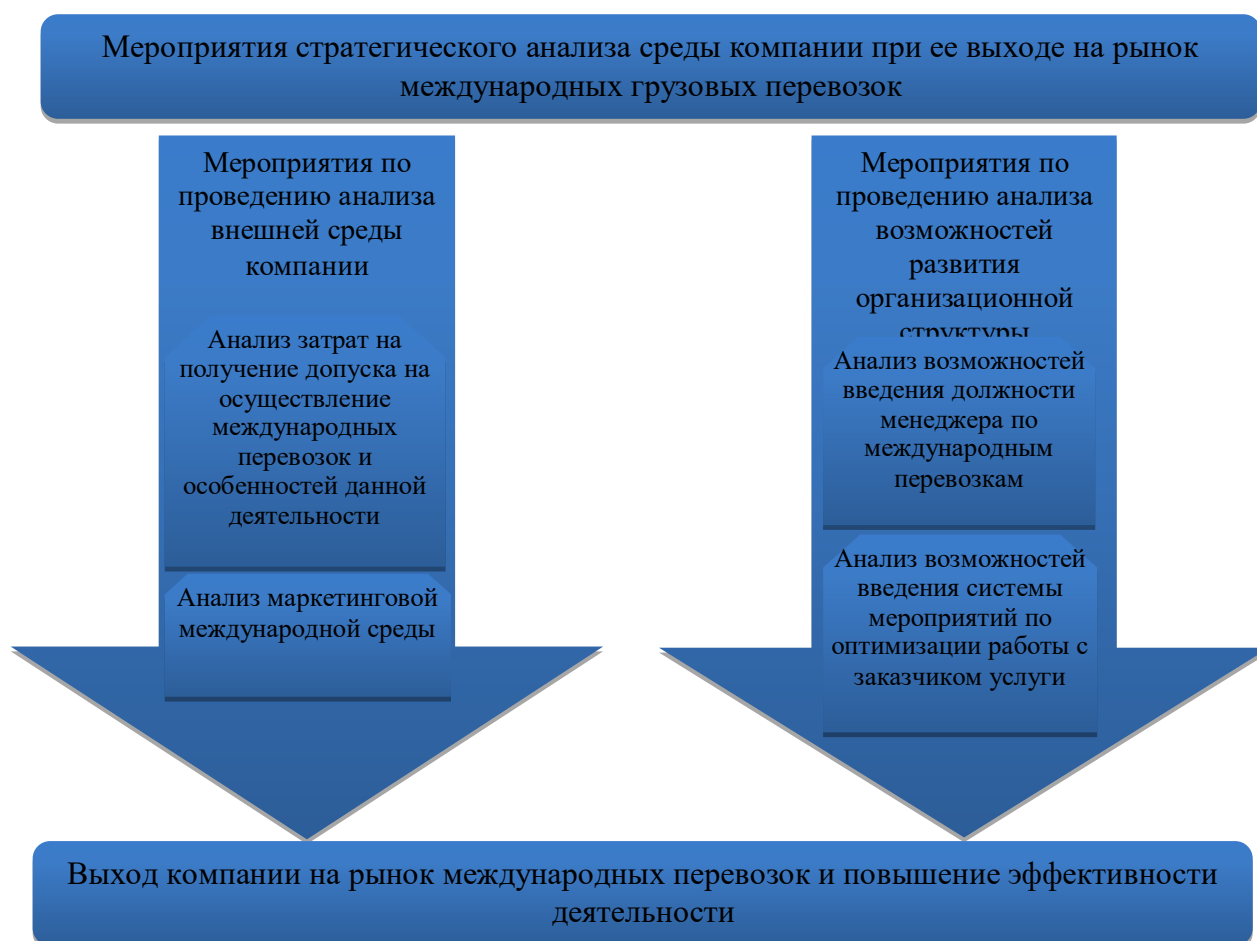 Мероприятия стратегического анализа среды компании при ее выходе на рынок
международных грузовых перевозок
Мероприятия по
проведению анализа
внешней среды
компании
Анализ затрат на
получение допуска на
осуществление
международных
перевозок и
особенностей данной
деятельности
Анализ маркетинговой
международной среды
Мероприятия по
проведению анализа
возможностей
развития
организационной
структуры
Анализ возможностей
введения должности
менеджера по
международным
перевозкам
Анализ возможностей
введения системы
мероприятий по
оптимизации работы с
заказчиком услуги
Выход компании на рынок международных перевозок и повышение эффективности
деятельности